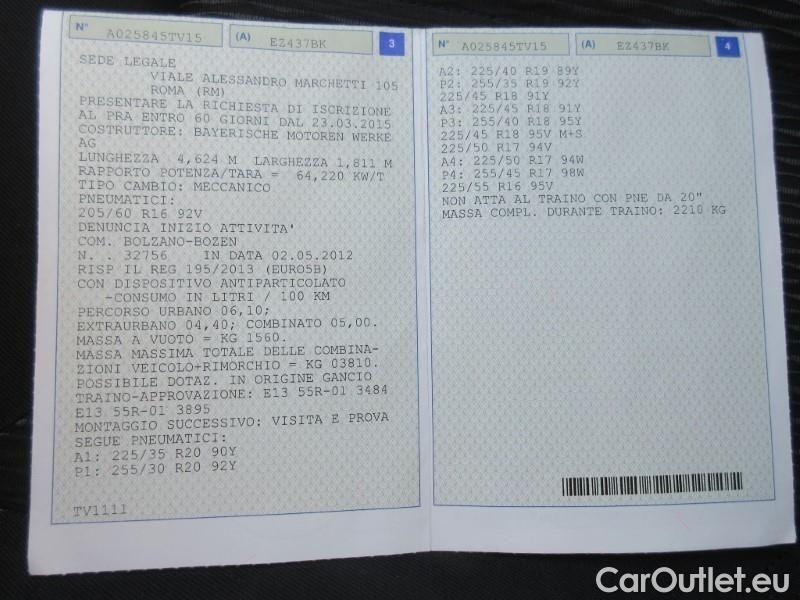 N° A025845TV15 (A) EZ437BK 3
SEDE LEGALE
VIALE ALESSANDRO MARCHETTI 105
ROMA (RM)
PRESENTARE LA RICHIESTA DI ISCRIZIONE
AL PRA ENTRO 60 GIORNI DAL 23.03.2015
COSTRUTTORE: BAYERISCHE MOTOREN WERKE
AG
LUNGHEZZA 4,624 M LARGHEZZA 1,811 M
RAPPORTO POTENZA/TARA = 64,220 KW/T
TIPO CAMBIO: MECCANICO
PNEUMATICI:
205/60 R16 92V
DENUNCIA INIZIO ATTIVITA'
COM. BOLZANO-BOZEN
N. . 32756 IN DATA 02.05.2012
RISP IL REG 195/2013 (EURO5B)
CON DISPOSITIVO ANTIPARTICOLATO
-CONSUMO IN LITRI / 100 KM
PERCORSO URBANO 06,10;
EXTRAURBANO 04,40; COMBINATO 05,00.
MASSA A VUOTO = KG 1560.
MASSA MASSIMA TOTALE DELLE COMBINA-
ZIONI VEICOLO+RIMORCHIO = KG 03810.
POSSIBILE DOTAZ. IN ORIGINE GANCIO
TRAINO-APPROVAZIONE: E13 55R-01 3484
E13 55R-01 3895
MONTAGGIO SUCCESSIVO: VISITA E PROVA
SEGUE PNEUMATICI:
A1: 225/35 R20 90Y
P1: 255/30 R20 92Y
TV1111
N° A025845TV15 (A) EZ437BK 4
A2: 225/40 R19 89Y
P2: 255/35 R19 92Y
225/45 R18 91Y
A3: 225/45 R18 91Y
P3: 255/40 R18 95Y
225/45 R18 95V M+S
225/50 R17 94V
A4: 225/50 R17 94W
P4: 255/45 R17 98W
225/55 R16 95V
NON ATTA AL TRAINO CON PNE DA 20"
MASSA COMPL. DURANTE TRAINO: 2210 KG
CarOutlet.eu